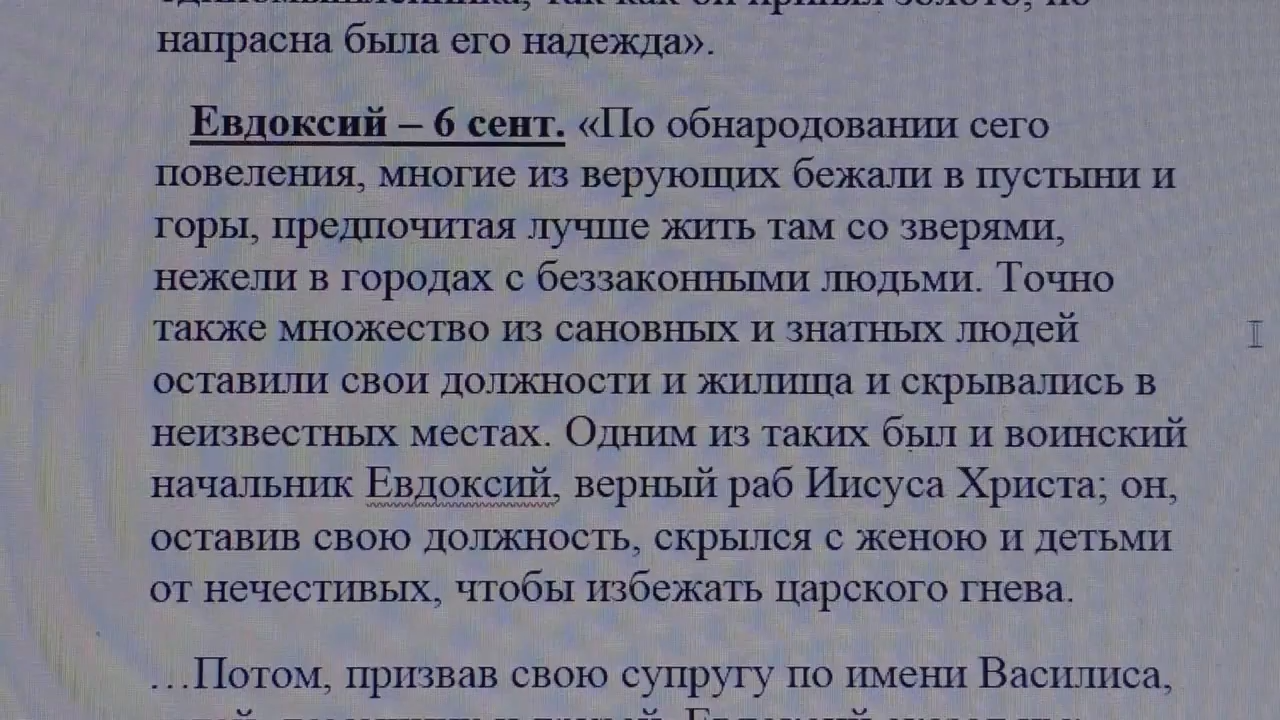 напрасна была его надежда».
Евдоксий – 6 сент. «По обнародовании сего
повеления, многие из верующих бежали в пустыни и
горы, предпочитая лучше жить там со зверями,
нежели в городах с беззаконными людьми. Точно
также множество из сановных и знатных людей
оставили свои должности и жилища и скрывались в
неизвестных местах. Одним из таких был и воинский
начальник Евдоксий, верный раб Иисуса Христа; он,
оставив свою должность, скрылся с женою и детьми
от нечестивых, чтобы избежать царского гнева.
…Потом, призвав свою супругу по имени Василиса,